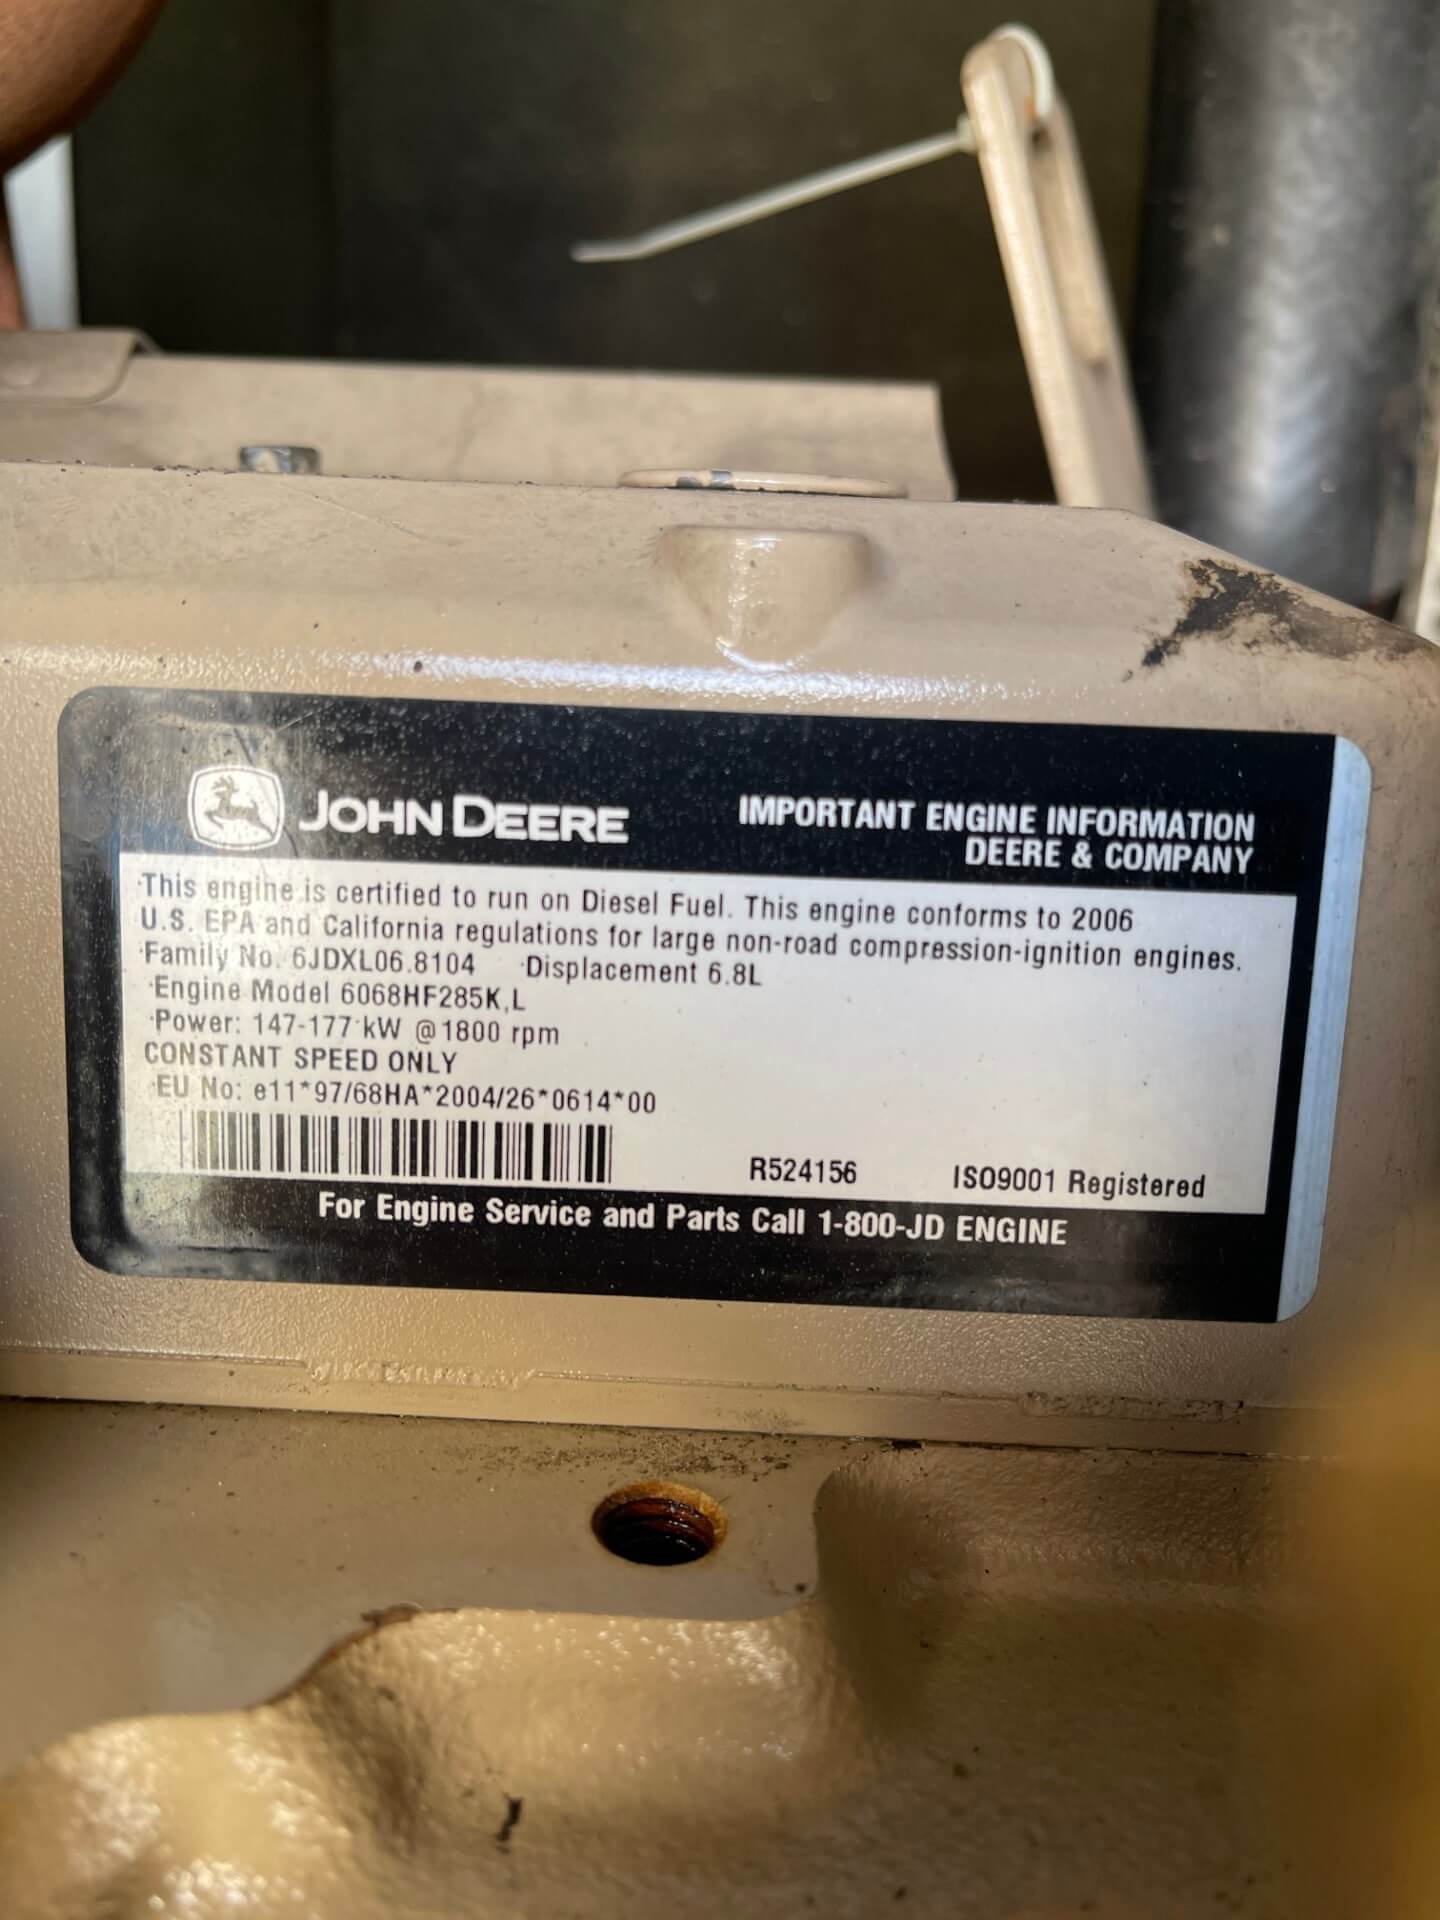 JOHN DEERE
IMPORTANT ENGINE INFORMATION
DEERE & COMPANY
·This engine is certified to run on Diesel Fuel. This engine conforms to 2006
U.S. EPA and California regulations for large non-road compression-ignition engines.
·Family No. 6JDXL06.8104 ·Displacement 6.8L
·Engine Model 6068HF285K,L
·Power: 147-177 kW @1800 rpm
CONSTANT SPEED ONLY
EU No: e11*97/68HA*2004/26*0614*00
R524156 ISO9001 Registered
For Engine Service and Parts Call 1-800-JD ENGINE